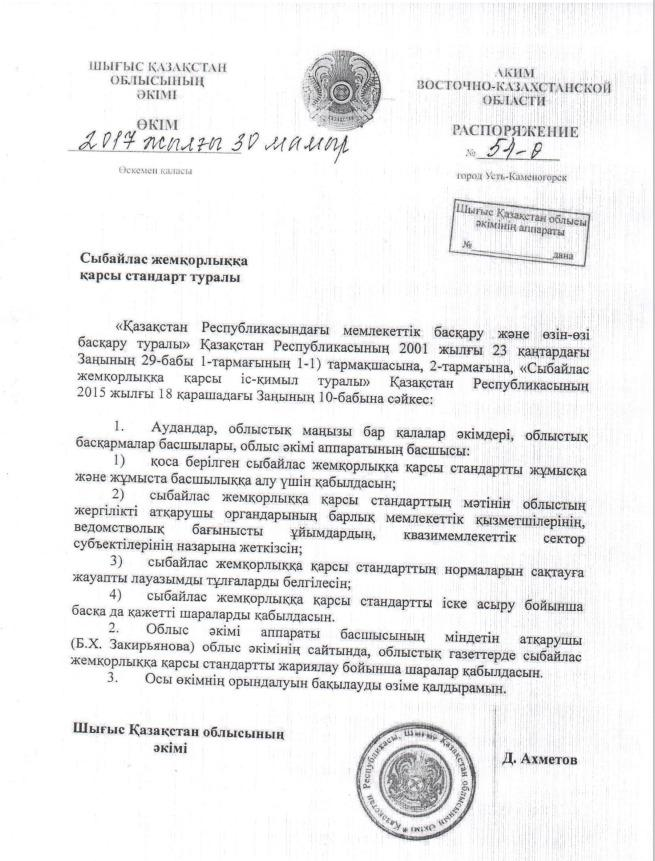 ШЫҒЫС ҚАЗАҚСТАН
ОБЛЫСЫНЫҢ
ӘКІМІ
ӨКІМ
2017 жылғы 30 мамыр
Өскемен қаласы
АКИМ
ВОСТОЧНО-КАЗАХСТАНСКОЙ
ОБЛАСТИ
РАСПОРЯЖЕНИЕ
№ 51-ө
город Усть-Каменогорск
Шығыс Қазақстан облысы
әкімінің аппараты
№ дана
Сыбайлас жемқорлыққа
қарсы стандарт туралы
«Қазақстан Республикасындағы мемлекеттік басқару және өзін-өзі
басқару туралы» Қазақстан Республикасының 2001 жылғы 23 қаңтардағы
Заңының 29-бабы 1-тармағының 1-1) тармақшасына, 2-тармағына, «Сыбайлас
жемқорлыққа қарсы іс-қимыл туралы» Қазақстан Республикасының
2015 жылғы 18 қарашадағы Заңының 10-бабына сәйкес:
1. Аудандар, облыстық маңызы бар қалалар әкімдері, облыстық
басқармалар басшылары, облыс әкімі аппаратының басшысы:
1) қоса берілген сыбайлас жемқорлыққа қарсы стандартты жұмысқа
және жұмыста басшылыққа алу үшін қабылдасын;
2) сыбайлас жемқорлыққа қарсы стандарттың мәтінін облыстың
жергілікті атқарушы органдарының барлық мемлекеттік қызметшілерінің,
ведомстволық бағынысты ұйымдардың, квазимемлекеттік сектор
субъектілерінің назарына жеткізсін;
3) сыбайлас жемқорлыққа қарсы стандарттың нормаларын сақтауға
жауапты лауазымды тұлғаларды белгілесін;
4) сыбайлас жемқорлыққа қарсы стандартты іске асыру бойынша
басқа да қажетті шараларды қабылдасын.
2. Облыс әкімі аппараты басшысының міндетін атқарушы
(Б.Х. Закирьянова) облыс әкімінің сайтында, облыстық газеттерде сыбайлас
жемқорлыққа қарсы стандартты жариялау бойынша шаралар қабылдасын.
3. Осы өкімнің орындалуын бақылауды өзіме қалдырамын.
Шығыс Қазақстан облысының
әкімі
Қазақстан Республикасы, Шығыс Қазақстан облысының Әкімі *
Д. Ахметов